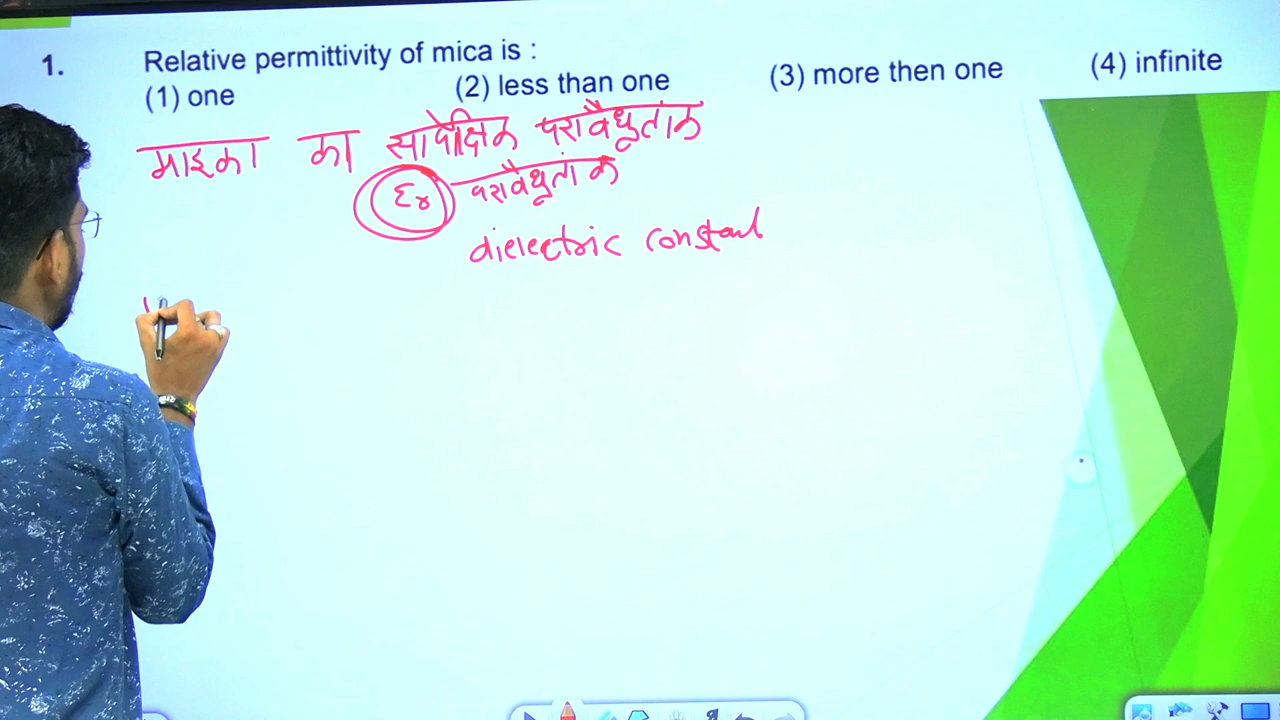 1. Relative permittivity of mica is :
(1) one (2) less than one (3) more then one (4) infinite
माइका का सापेक्षिक परावैधूतांक
εr परावैधूतांक
dielectric constant